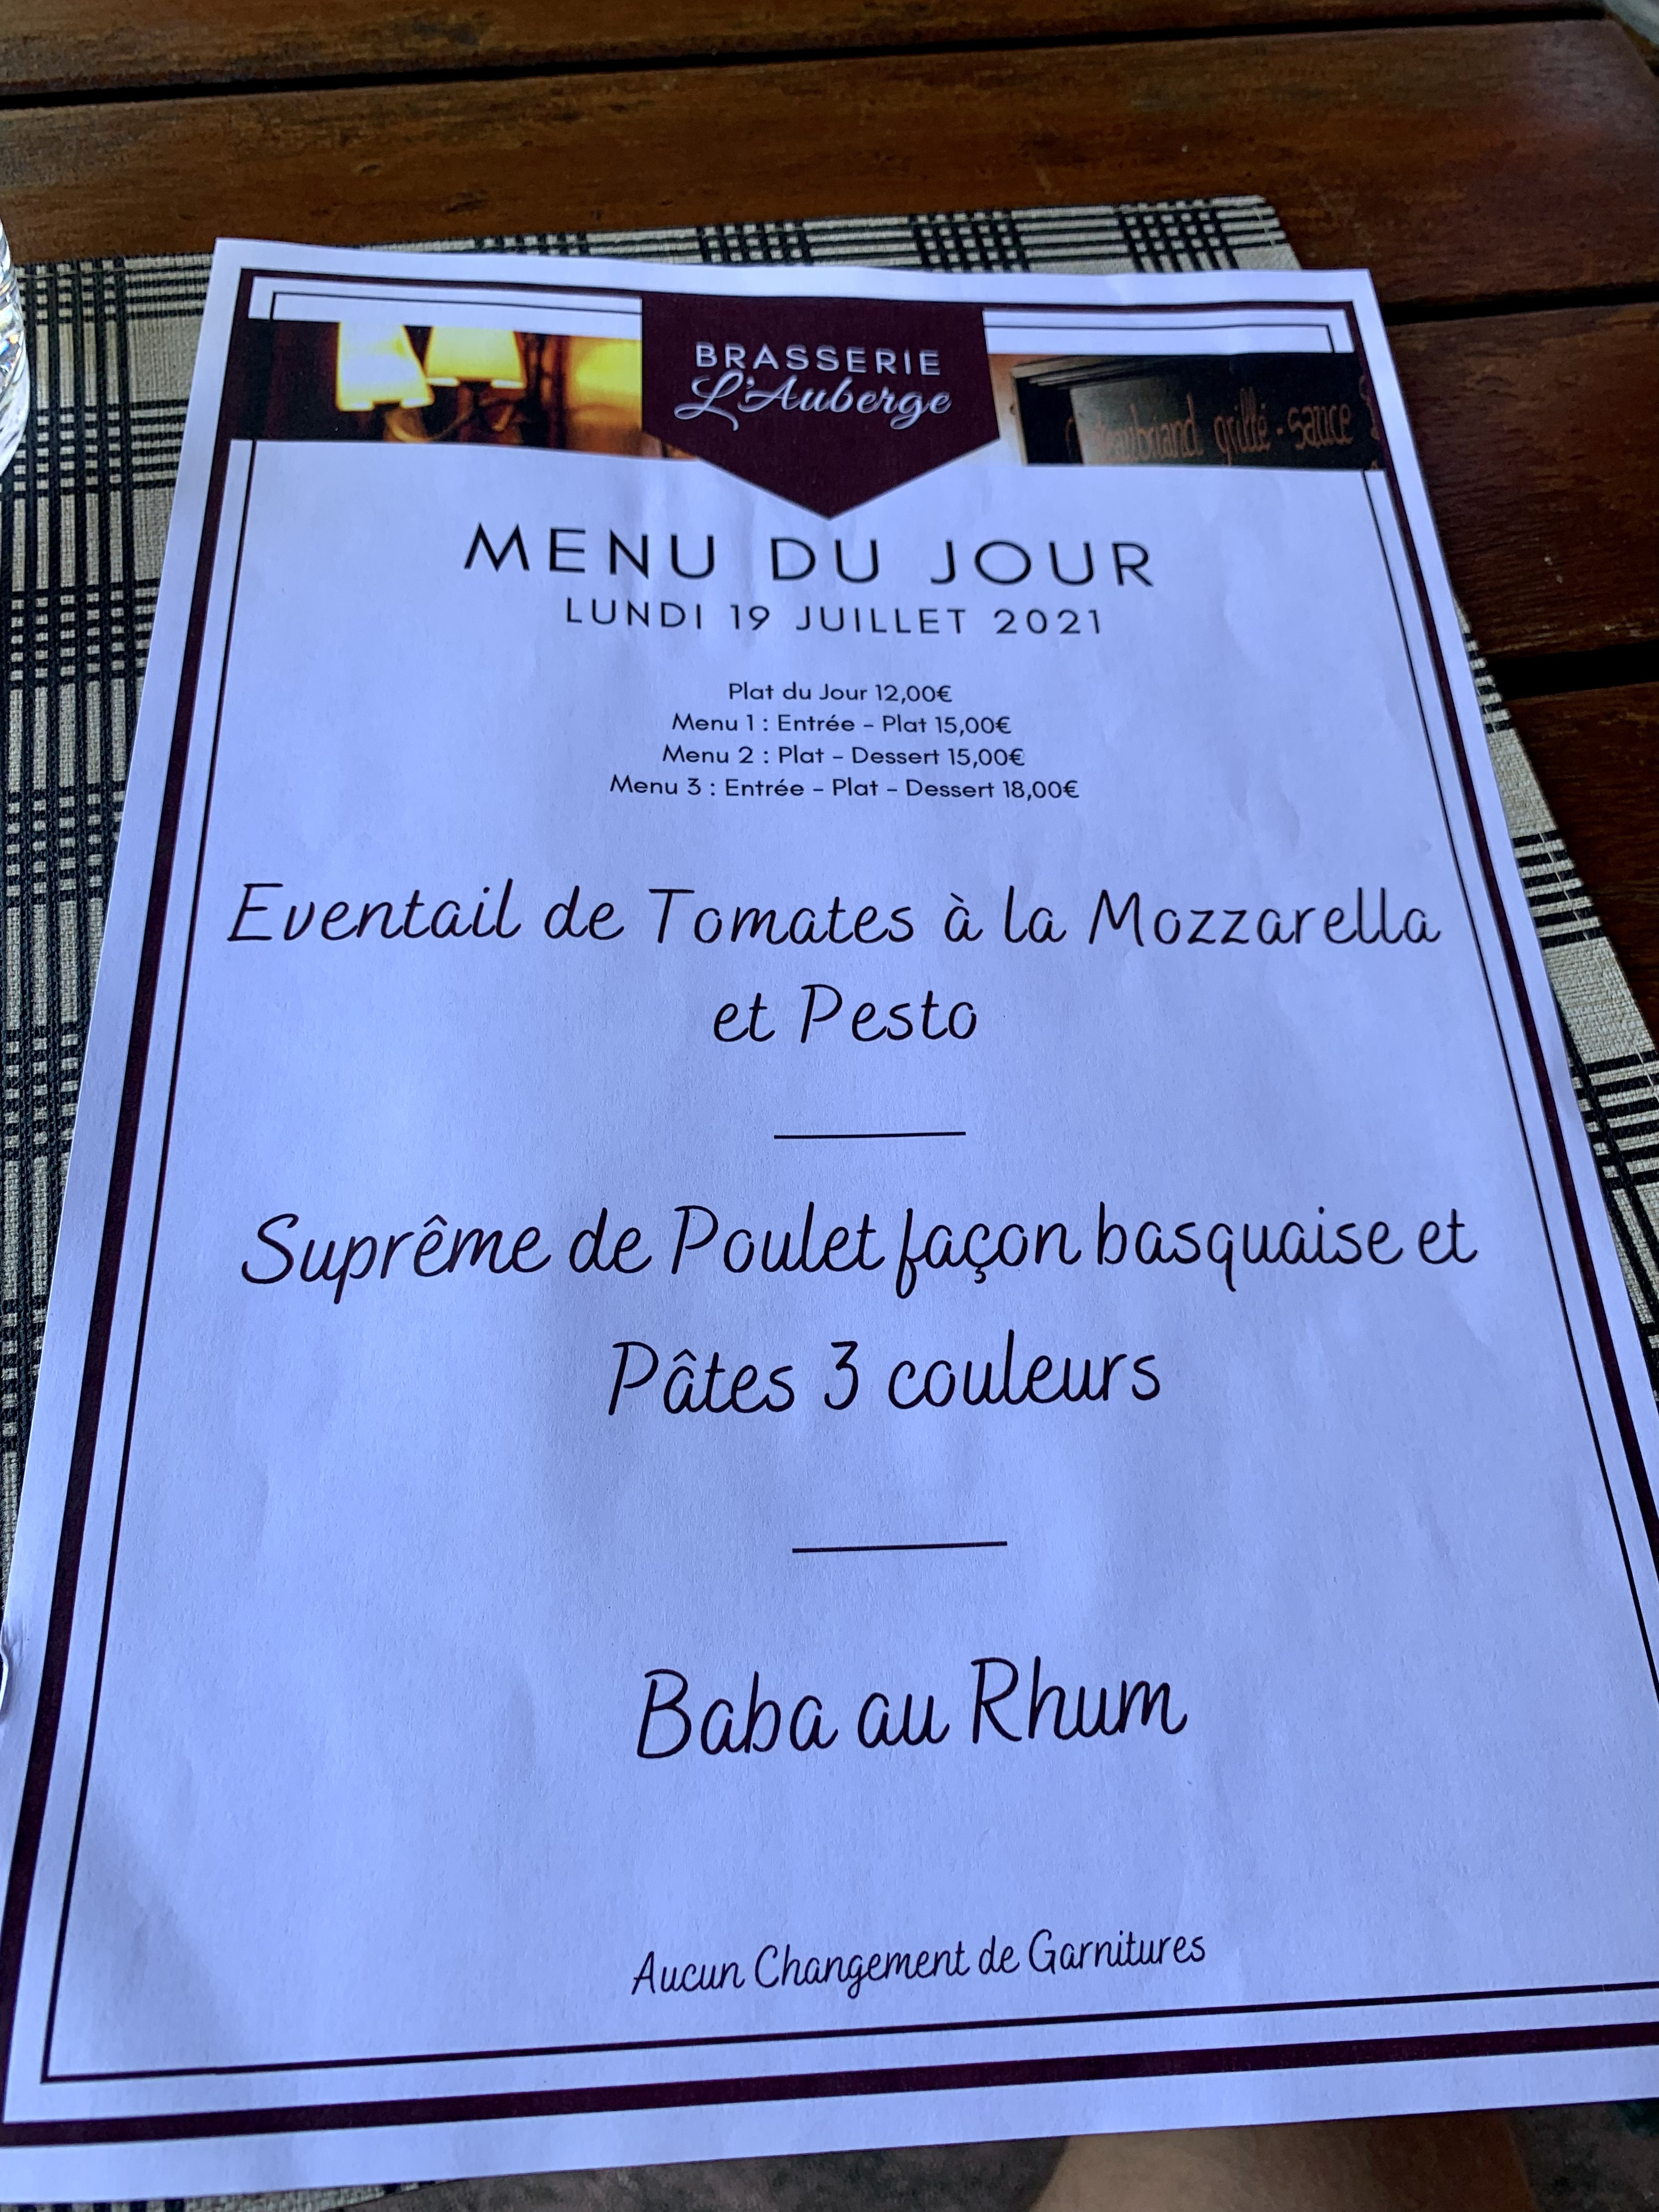 BRASSERIE
L'Auberge
grillé - sauce
MENU DU JOUR
LUNDI 19 JUILLET 2021
Plat du Jour 12,00€
Menu 1 : Entrée - Plat 15,00€
Menu 2 : Plat - Dessert 15,00€
Menu 3 : Entrée - Plat - Dessert 18,00€
Eventail de Tomates à la Mozzarella
et Pesto
Suprême de Poulet façon basquaise et
Pâtes 3 couleurs
Baba au Rhum
Aucun Changement de Garnitures